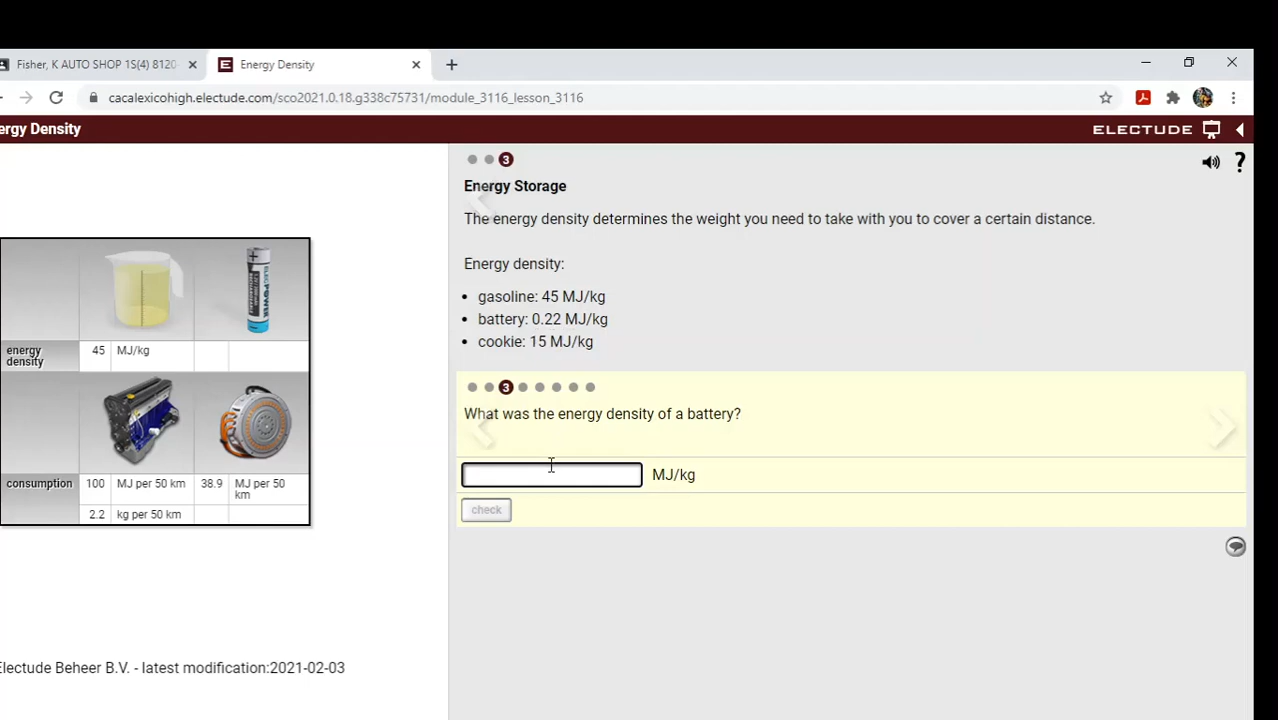 Fisher, K AUTO SHOP 1S(4) 8120
Energy Density
cacalexicohigh.electude.com/sco2021.0.18.g338c75731/module_3116_lesson_3116
ergy Density
ELECTUDE
3
Energy Storage
The energy density determines the weight you need to take with you to cover a certain distance.
Energy density:
• gasoline: 45 MJ/kg
• battery: 0.22 MJ/kg
• cookie: 15 MJ/kg
3
What was the energy density of a battery?
MJ/kg
check
energy
density
45 MJ/kg
consumption
100 MJ per 50 km
38.9 MJ per 50
km
2.2 kg per 50 km
Electude Beheer B.V. - latest modification:2021-02-03